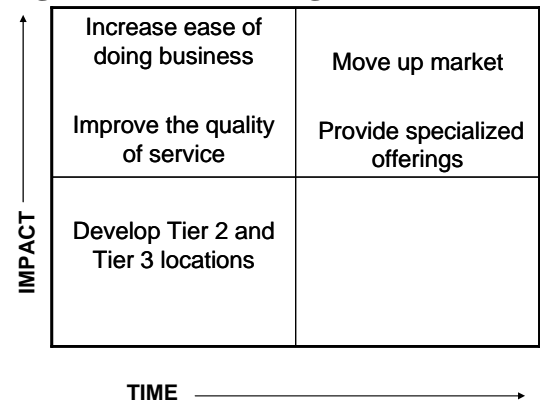 Increase ease of
doing business
Improve the quality
of service
Move up market
Provide specialized
offerings
Develop Tier 2 and
Tier 3 locations
IMPACT
TIME